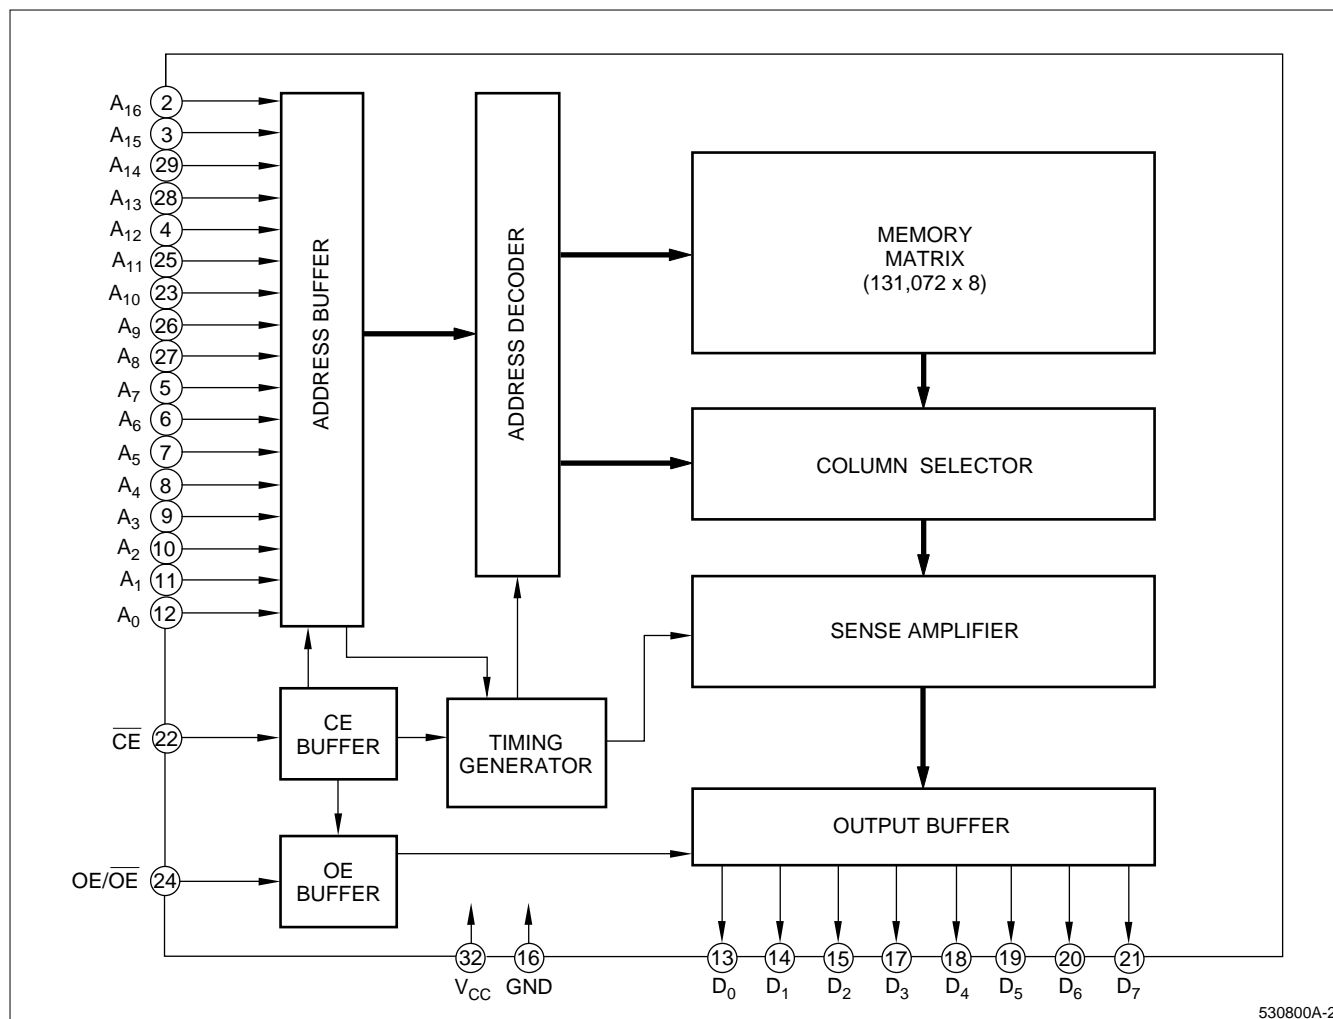 A16 2
A15 3
A14 29
A13 28
A12 4
A11 25
A10 23
A9 26
A8 27
A7 5
A6 6
A5 7
A4 8
A3 9
A2 10
A1 11
A0 12
C̅E̅ 22
OE/O̅E̅ 24
ADDRESS BUFFER
ADDRESS DECODER
MEMORY
MATRIX
(131,072 x 8)
COLUMN SELECTOR
SENSE AMPLIFIER
CE
BUFFER
TIMING
GENERATOR
OUTPUT BUFFER
OE
BUFFER
32 16 13 14 15 17 18 19 20 21
VCC GND D0 D1 D2 D3 D4 D5 D6 D7
530800A-2